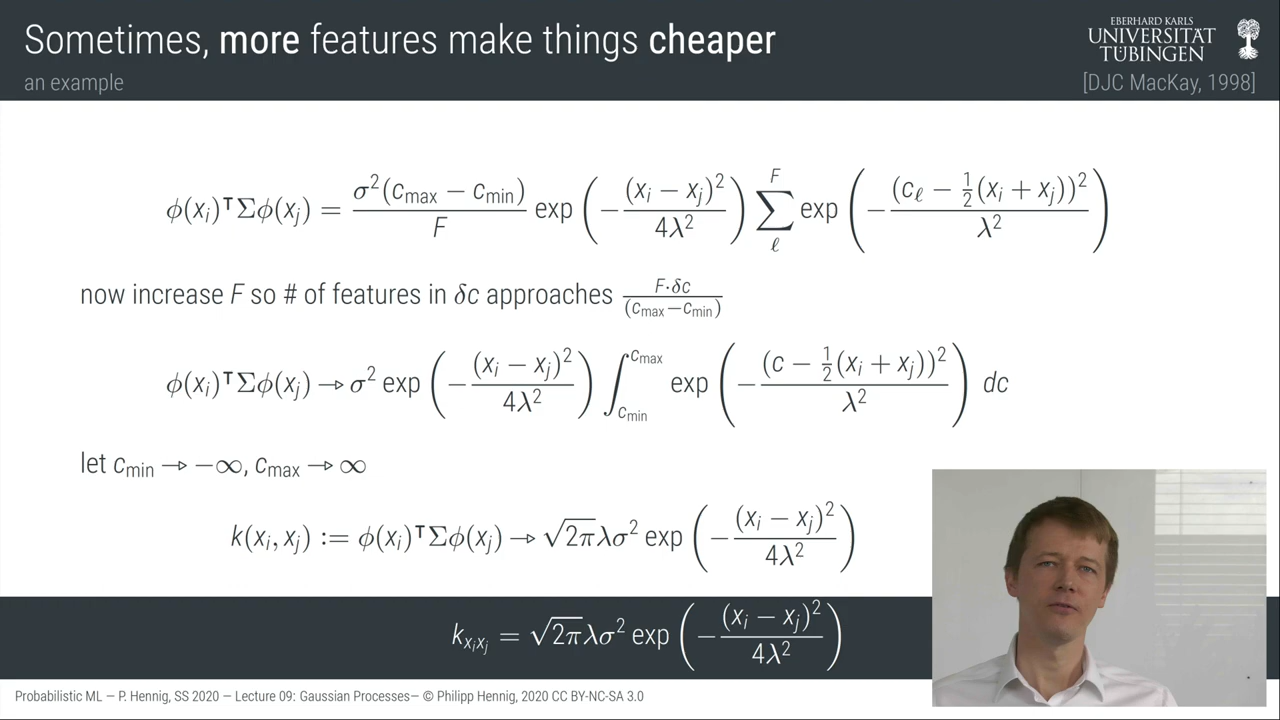 Sometimes, more features make things cheaper
an example
EBERHARD KARLS
UNIVERSITÄT
TÜBINGEN
[DJC MacKay, 1998]
ϕ(xᵢ)ᵀΣϕ(xⱼ) = σ²(c_max − c_min)/F exp(−(xᵢ − xⱼ)²/4λ²) ∑_ℓ^F exp(−(c_ℓ − ½(xᵢ + xⱼ))²/λ²)
now increase F so # of features in δc approaches F·δc/(c_max−c_min)
ϕ(xᵢ)ᵀΣϕ(xⱼ) → σ² exp(−(xᵢ − xⱼ)²/4λ²) ∫_{c_min}^{c_max} exp(−(c − ½(xᵢ + xⱼ))²/λ²) dc
let c_min → −∞, c_max → ∞
k(xᵢ, xⱼ) := ϕ(xᵢ)ᵀΣϕ(xⱼ) → √2π λσ² exp(−(xᵢ − xⱼ)²/4λ²)
k_{xᵢxⱼ} = √2π λσ² exp(−(xᵢ − xⱼ)²/4λ²)
Probabilistic ML — P. Hennig, SS 2020 — Lecture 09: Gaussian Processes— © Philipp Hennig, 2020 CC BY-NC-SA 3.0